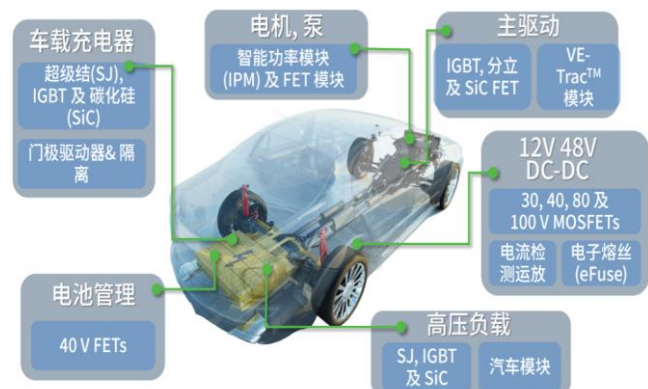 车载充电器
超级结(SJ),
IGBT 及 碳化硅
(SiC)
门极驱动器& 隔
离
电机, 泵
智能功率模块
(IPM) 及 FET 模块
主驱动
IGBT, 分立
及 SiC FET
VE-
Trac™
模块
12V 48V
DC-DC
30, 40, 80 及
100 V MOSFETs
电流检
测运放
电子熔丝
(eFuse)
电池管理
40 V FETs
高压负载
SJ, IGBT
及 SiC
汽车模块